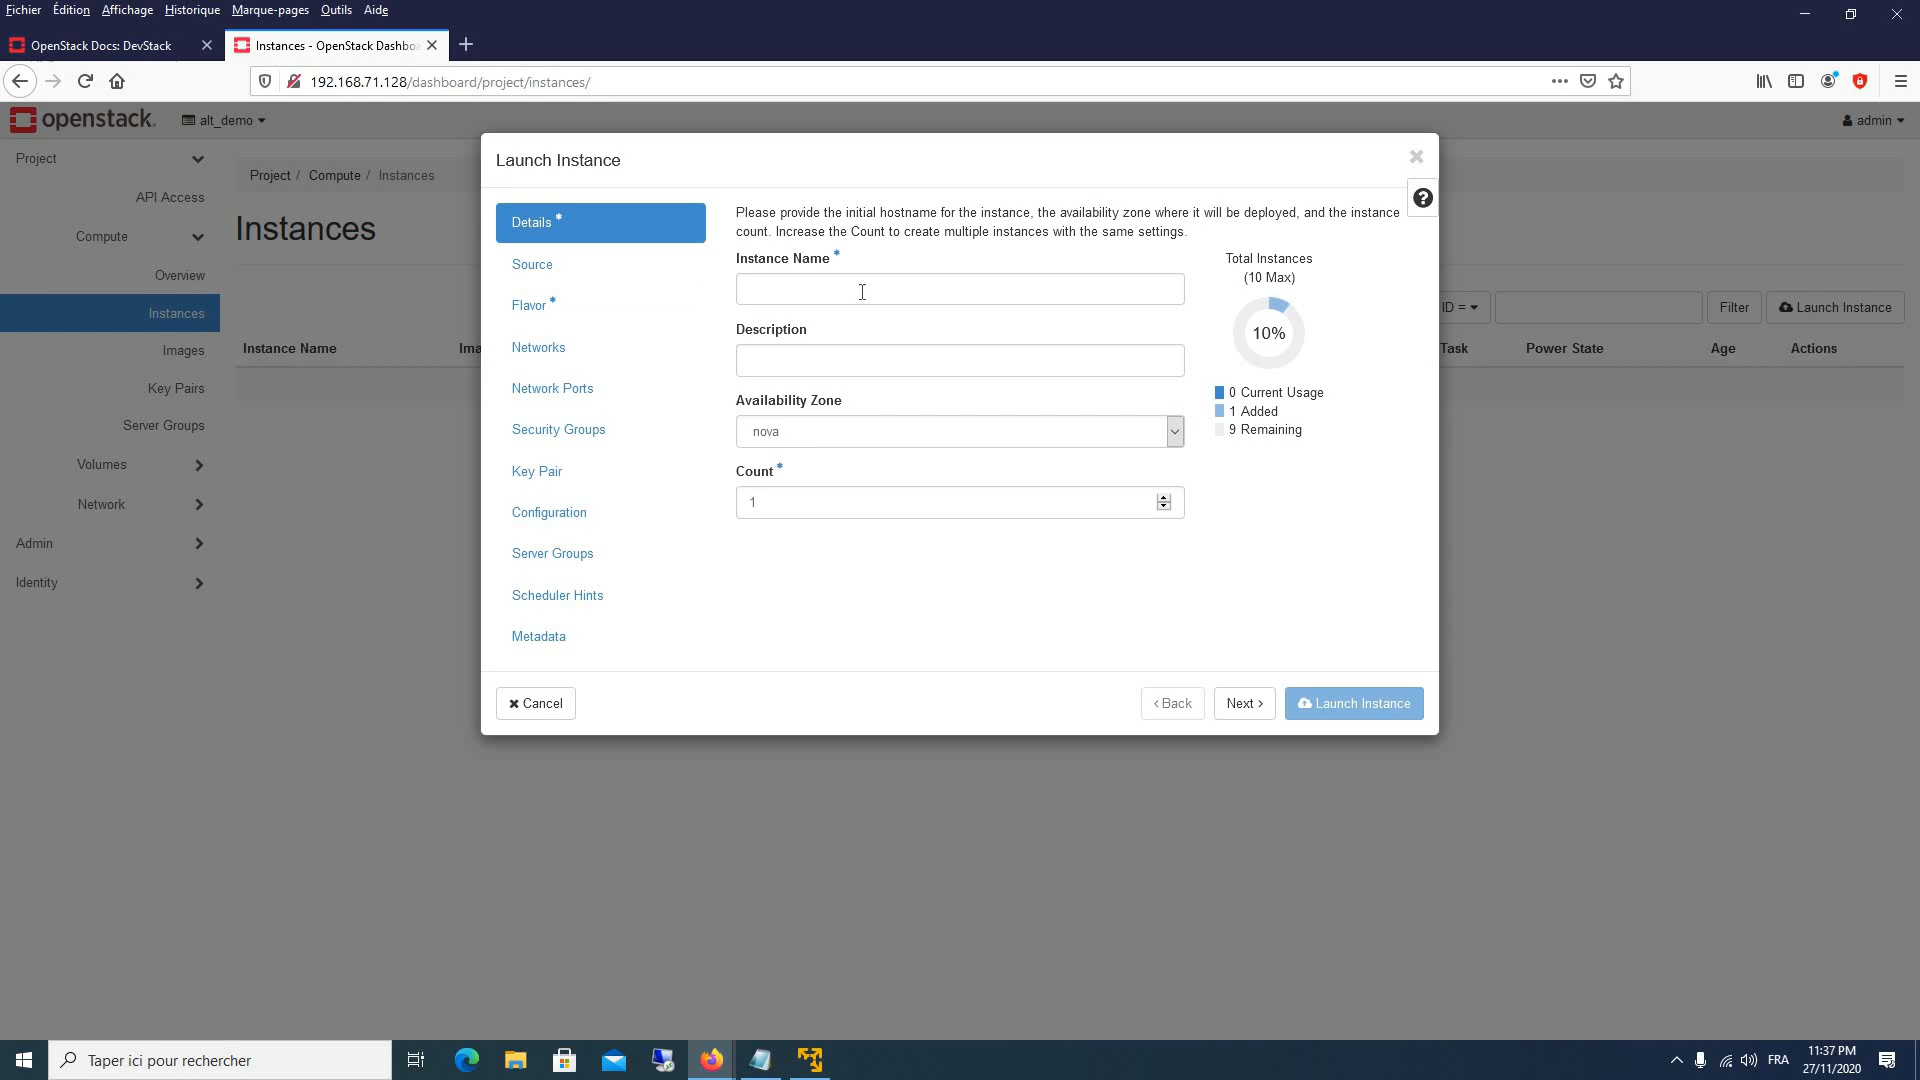 Fichier Édition Affichage Historique Marque-pages Outils Aide
OpenStack Docs: DevStack
Instances - OpenStack Dashbo
192.168.71.128/dashboard/project/instances/
openstack.
alt_demo
admin
Project
API Access
Compute
Overview
Instances
Images
Key Pairs
Server Groups
Volumes
Network
Admin
Identity
Project / Compute / Instances
Instances
ID =
Filter
Launch Instance
Instance Name
Ima
Task
Power State
Age
Actions
Launch Instance
Details *
Source
Flavor *
Networks
Network Ports
Security Groups
Key Pair
Configuration
Server Groups
Scheduler Hints
Metadata
Please provide the initial hostname for the instance, the availability zone where it will be deployed, and the instance
count. Increase the Count to create multiple instances with the same settings.
Instance Name *
Description
Availability Zone
nova
Count *
1
Total Instances
(10 Max)
10%
0 Current Usage
1 Added
9 Remaining
Cancel
‹ Back
Next ›
Launch Instance
Taper ici pour rechercher
FRA
11:37 PM
27/11/2020